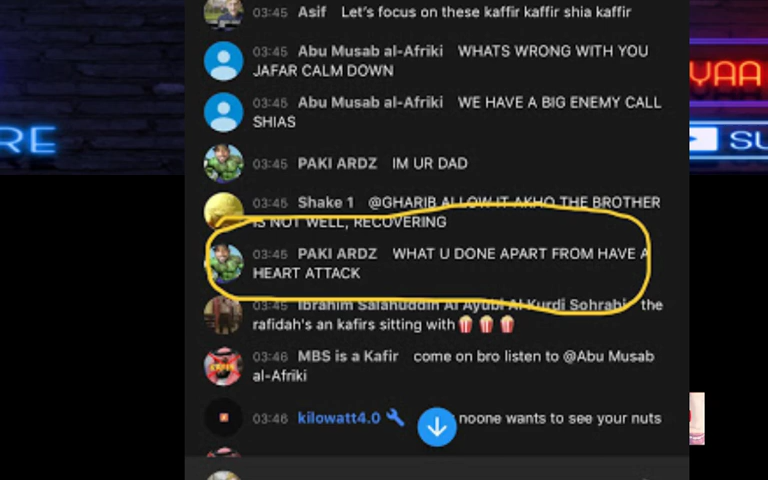 03:45 Asif Let's focus on these kaffir kaffir shia kaffir
03:45 Abu Musab al-Afriki WHATS WRONG WITH YOU
JAFAR CALM DOWN
03:45 Abu Musab al-Afriki WE HAVE A BIG ENEMY CALL
SHIAS
03:45 PAKI ARDZ IM UR DAD
03:45 Shake 1 @GHARIB ALLOW IT AKHO THE BROTHER
IS NOT WELL, RECOVERING
03:45 PAKI ARDZ WHAT U DONE APART FROM HAVE A
HEART ATTACK
03:45 Ibrahim Salahuddin Al Ayubi Al Kurdi Sohrabi the
rafidah's an kafirs sitting with🍿🍿🍿
03:46 MBS is a Kafir come on bro listen to @Abu Musab
al-Afriki
03:46 kilowatt4.0 noone wants to see your nuts
RE
YAA
SU